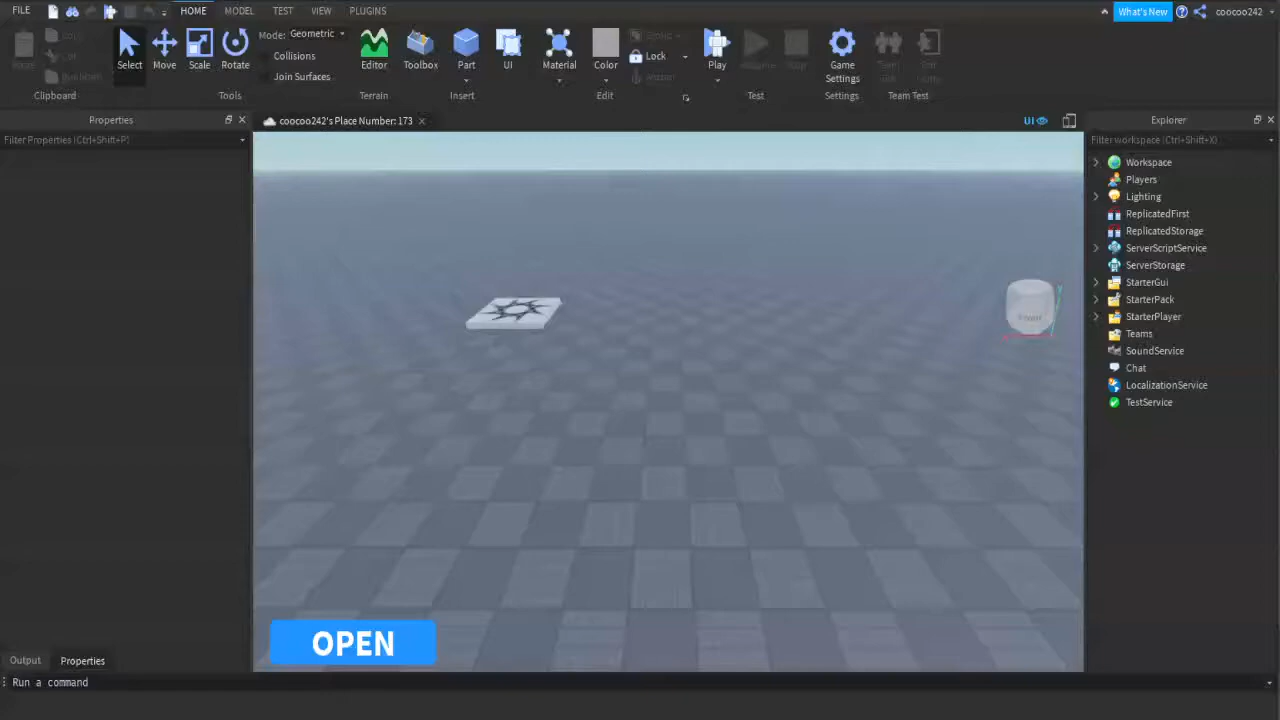 FILE HOME MODEL TEST VIEW PLUGINS What's New coocoo242
Mode: Geometric
Collisions
Join Surfaces
Lock
Select Move Scale Rotate Editor Toolbox Part UI Material Color Play Game Settings
Clipboard Tools Terrain Insert Edit Test Settings Team Test
Properties
Filter Properties (Ctrl+Shift+P)
coocoo242's Place Number: 173
UI
Explorer
Filter workspace (Ctrl+Shift+X)
Workspace
Players
Lighting
ReplicatedFirst
ReplicatedStorage
ServerScriptService
ServerStorage
StarterGui
StarterPack
StarterPlayer
Teams
SoundService
Chat
LocalizationService
TestService
Front
OPEN
Output Properties
Run a command